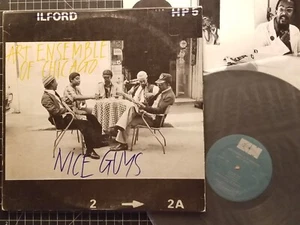 ILFORD
HP5
ART ENSEMBLE
OF CHICAGO
NICE GUYS
2 → 2A